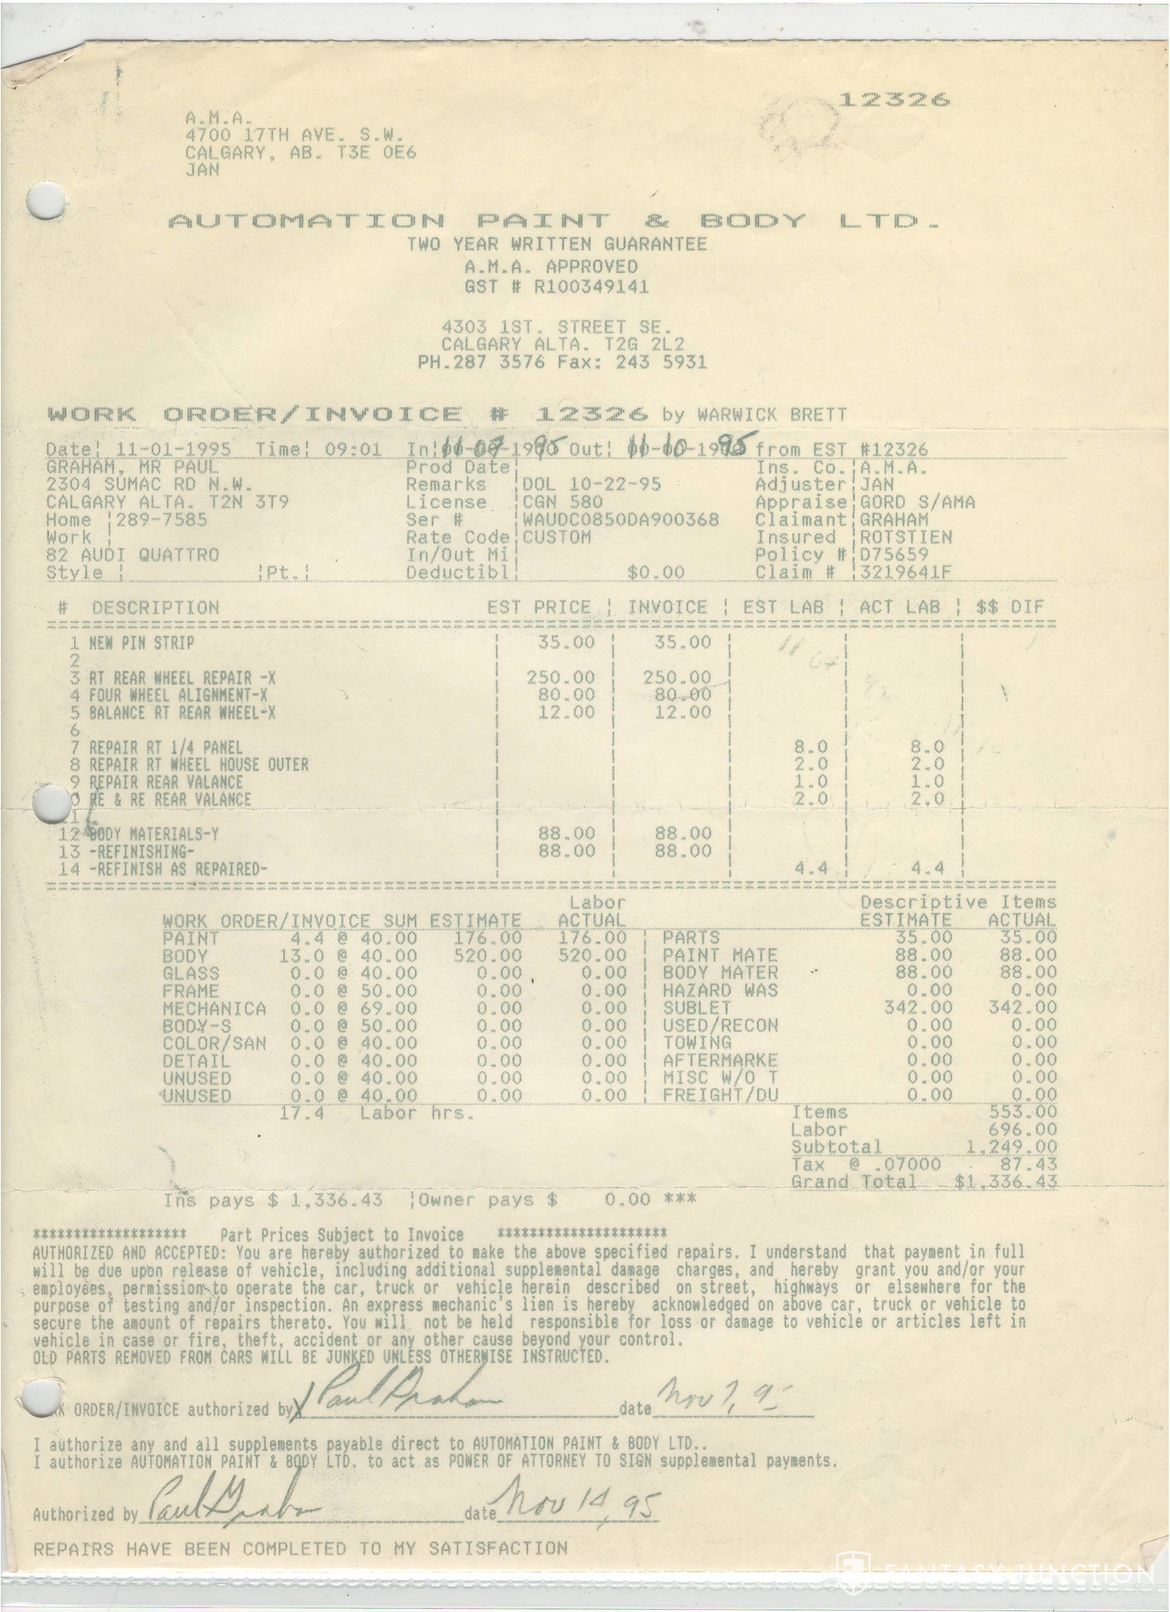 12326
A.M.A.
4700 17TH AVE. S.W.
CALGARY, AB. T3E 0E6
JAN
AUTOMATION PAINT & BODY LTD.
TWO YEAR WRITTEN GUARANTEE
A.M.A. APPROVED
GST # R100349141
4303 1ST. STREET SE.
CALGARY ALTA. T2G 2L2
PH.287 3576 Fax: 243 5931
WORK ORDER/INVOICE # 12326 by WARWICK BRETT
Date¦ 11-01-1995 Time¦ 09:01 In¦ 11-07 95 Out¦ 11-10 95 from EST #12326
GRAHAM, MR PAUL Prod Date¦ Ins. Co.¦A.M.A.
2304 SUMAC RD N.W. Remarks ¦DOL 10-22-95 Adjuster¦JAN
CALGARY ALTA. T2N 3T9 License ¦CGN 580 Appraise¦GORD S/AMA
Home ¦289-7585 Ser # ¦WAUDC0850DA900368 Claimant¦GRAHAM
Work ¦ Rate Code¦CUSTOM Insured ¦ROTSTIEN
82 AUDI QUATTRO In/Out Mi¦ Policy #¦D75659
Style ¦ ¦Pt.¦ Deductibl¦ $0.00 Claim # ¦3219641F
# DESCRIPTION EST PRICE ¦ INVOICE ¦ EST LAB ¦ ACT LAB ¦ $$ DIF
1 NEW PIN STRIP 35.00 35.00
2
3 RT REAR WHEEL REPAIR -X 250.00 250.00
4 FOUR WHEEL ALIGNMENT-X 80.00 80.00
5 BALANCE RT REAR WHEEL-X 12.00 12.00
6
7 REPAIR RT 1/4 PANEL 8.0 8.0
8 REPAIR RT WHEEL HOUSE OUTER 2.0 2.0
9 REPAIR REAR VALANCE 1.0 1.0
0 RE & RE REAR VALANCE 2.0 2.0
11
12 BODY MATERIALS-Y 88.00 88.00
13 -REFINISHING- 88.00 88.00
14 -REFINISH AS REPAIRED- 4.4 4.4
Labor Descriptive Items
WORK ORDER/INVOICE SUM ESTIMATE ACTUAL ESTIMATE ACTUAL
PAINT 4.4 @ 40.00 176.00 176.00 ¦ PARTS 35.00 35.00
BODY 13.0 @ 40.00 520.00 520.00 ¦ PAINT MATE 88.00 88.00
GLASS 0.0 @ 40.00 0.00 0.00 ¦ BODY MATER 88.00 88.00
FRAME 0.0 @ 50.00 0.00 0.00 ¦ HAZARD WAS 0.00 0.00
MECHANICA 0.0 @ 69.00 0.00 0.00 ¦ SUBLET 342.00 342.00
BODY-S 0.0 @ 50.00 0.00 0.00 ¦ USED/RECON 0.00 0.00
COLOR/SAN 0.0 @ 40.00 0.00 0.00 ¦ TOWING 0.00 0.00
DETAIL 0.0 @ 40.00 0.00 0.00 ¦ AFTERMARKE 0.00 0.00
UNUSED 0.0 @ 40.00 0.00 0.00 ¦ MISC W/O T 0.00 0.00
UNUSED 0.0 @ 40.00 0.00 0.00 ¦ FREIGHT/DU 0.00 0.00
17.4 Labor hrs. Items 553.00
Labor 696.00
Subtotal 1,249.00
Tax @ .07000 87.43
Grand Total $1,336.43
Ins pays $ 1,336.43 ¦Owner pays $ 0.00 ***
******************* Part Prices Subject to Invoice *********************
AUTHORIZED AND ACCEPTED: You are hereby authorized to make the above specified repairs. I understand that payment in full
will be due upon release of vehicle, including additional supplemental damage charges, and hereby grant you and/or your
employees, permission to operate the car, truck or vehicle herein described on street, highways or elsewhere for the
purpose of testing and/or inspection. An express mechanic's lien is hereby acknowledged on above car, truck or vehicle to
secure the amount of repairs thereto. You will not be held responsible for loss or damage to vehicle or articles left in
vehicle in case or fire, theft, accident or any other cause beyond your control.
OLD PARTS REMOVED FROM CARS WILL BE JUNKED UNLESS OTHERWISE INSTRUCTED.
ORDER/INVOICE authorized by X Paul Graham date Nov 7, 95
I authorize any and all supplements payable direct to AUTOMATION PAINT & BODY LTD..
I authorize AUTOMATION PAINT & BODY LTD. to act as POWER OF ATTORNEY TO SIGN supplemental payments.
Authorized by Paul Graham date Nov 14, 95
REPAIRS HAVE BEEN COMPLETED TO MY SATISFACTION
FANTASY JUNCTION